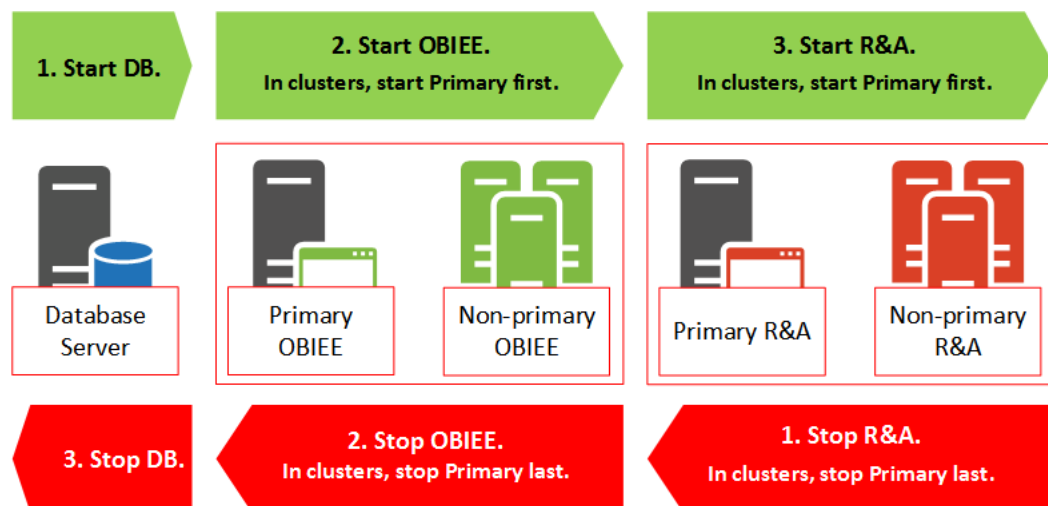 1. Start DB.
2. Start OBIEE.
In clusters, start Primary first.
3. Start R&A.
In clusters, start Primary first.
Database
Server
Primary
OBIEE
Non-primary
OBIEE
Primary R&A
Non-primary
R&A
3. Stop DB.
2. Stop OBIEE.
In clusters, stop Primary last.
1. Stop R&A.
In clusters, stop Primary last.